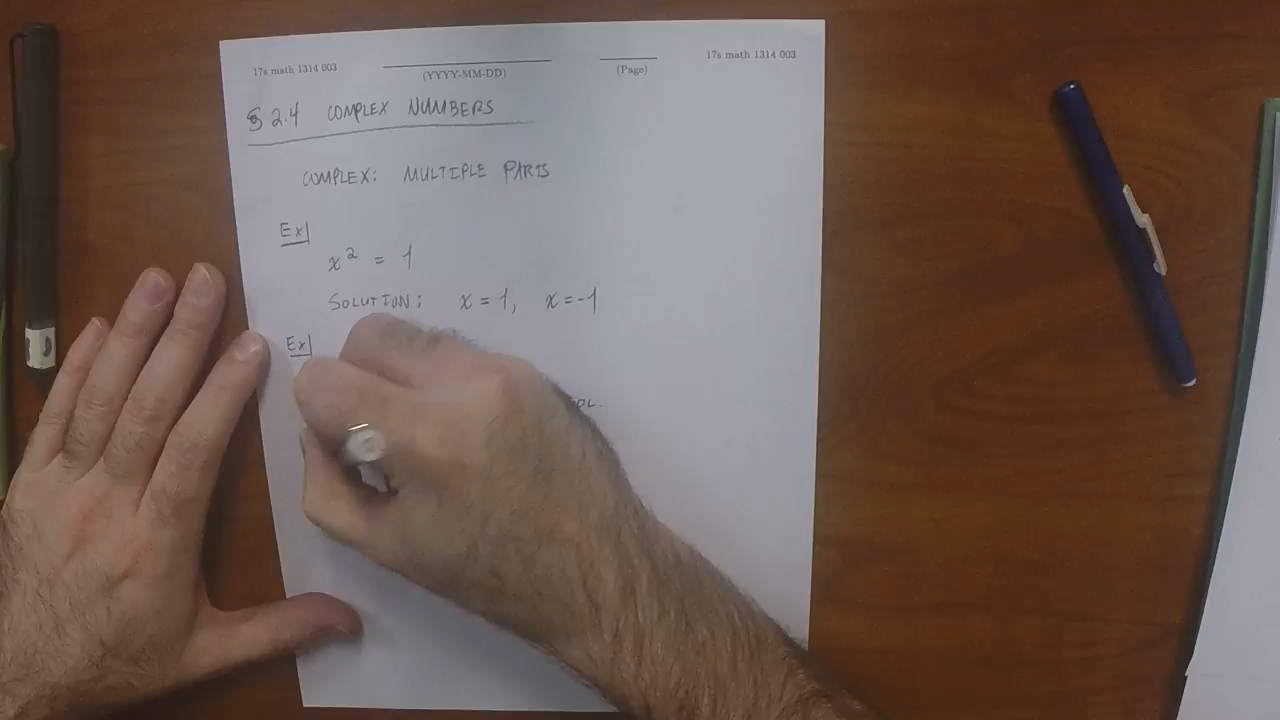 17s math 1314 003 (YYYY-MM-DD) (Page) 17s math 1314 003
§ 2.4 COMPLEX NUMBERS
COMPLEX: MULTIPLE PARTS
Ex
x² = 1
SOLUTION: x = 1, x = -1
Ex